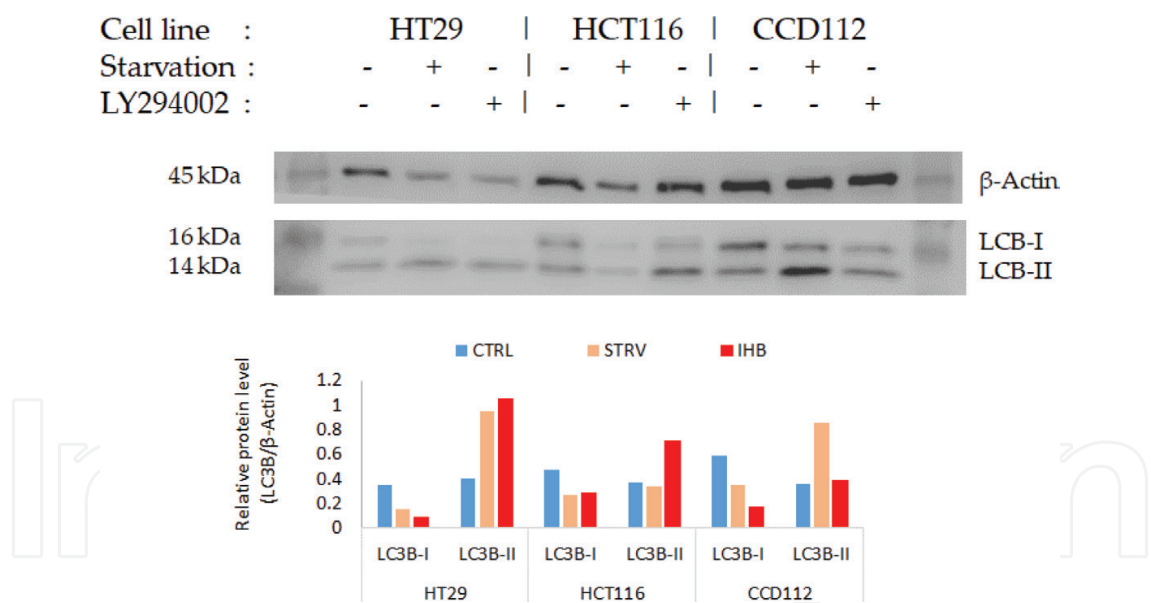 Cell line : HT29 | HCT116 | CCD112
Starvation : - + - | - + - | - + -
LY294002 : - - + | - - + | - - +
45 kDa β-Actin
16 kDa LCB-I
14 kDa LCB-II
CTRL STRV IHB
Relative protein level
(LC3B/β-Actin)
1.2
1
0.8
0.6
0.4
0.2
0
LC3B-I LC3B-II LC3B-I LC3B-II LC3B-I LC3B-II
HT29 HCT116 CCD112